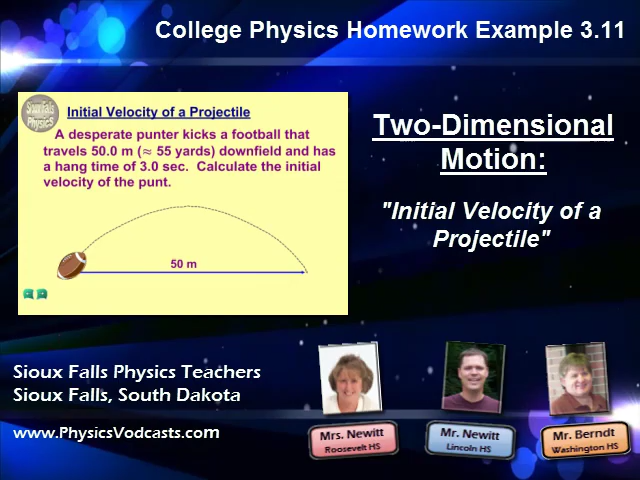 College Physics Homework Example 3.11
Sioux Falls
Physics
Initial Velocity of a Projectile
A desperate punter kicks a football that
travels 50.0 m (≈ 55 yards) downfield and has
a hang time of 3.0 sec. Calculate the initial
velocity of the punt.
50 m
Two-Dimensional
Motion:
"Initial Velocity of a
Projectile"
Sioux Falls Physics Teachers
Sioux Falls, South Dakota
www.PhysicsVodcasts.com
Mrs. Newitt
Roosevelt HS
Mr. Newitt
Lincoln HS
Mr. Berndt
Washington HS